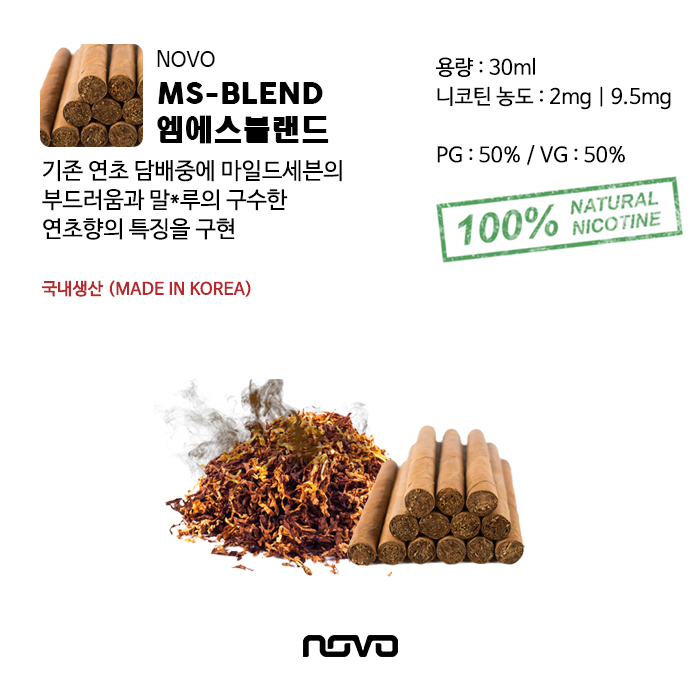 NOVO
MS-BLEND
엠에스블랜드
기존 연초 담배중에 마일드세븐의
부드러움과 말*루의 구수한
연초향의 특징을 구현
국내생산 (MADE IN KOREA)
용량 : 30ml
니코틴 농도 : 2mg | 9.5mg
PG : 50% / VG : 50%
100% NATURAL
NICOTINE
novo